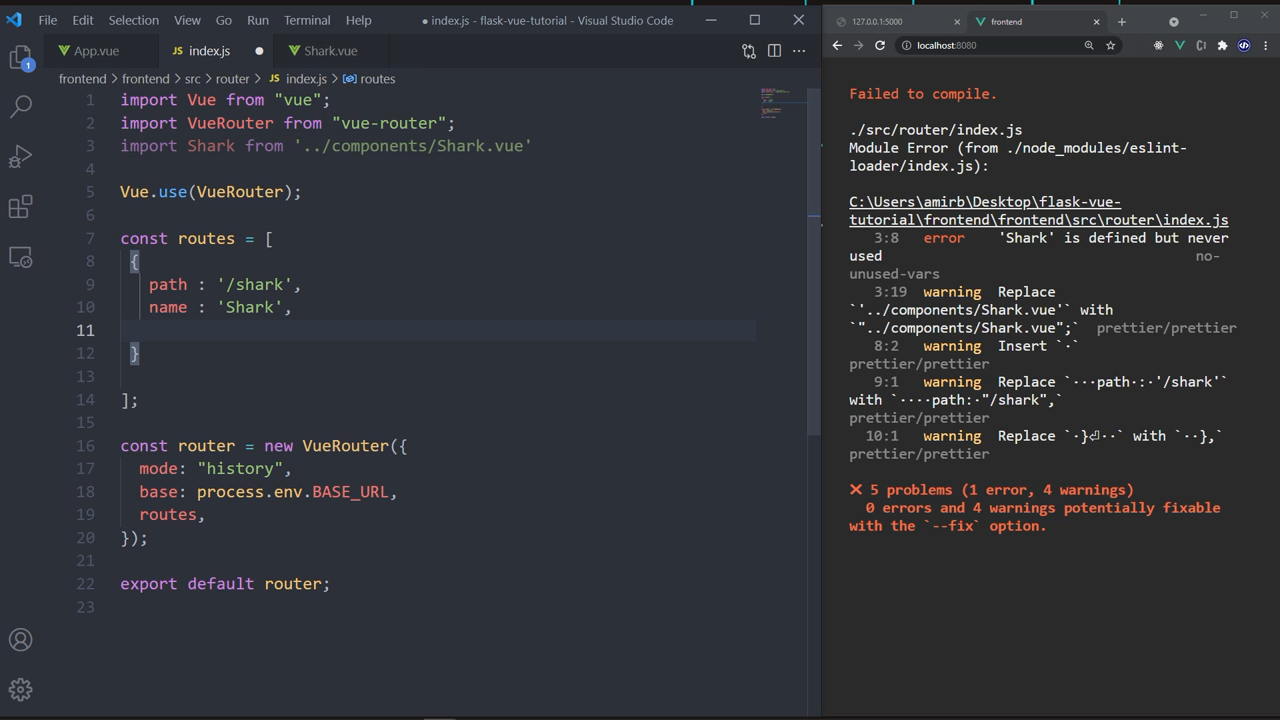 File Edit Selection View Go Run Terminal Help ● index.js - flask-vue-tutorial - Visual Studio Code
App.vue JS index.js ● Shark.vue
1
frontend > frontend > src > router > JS index.js > routes
1 import Vue from "vue";
2 import VueRouter from "vue-router";
3 import Shark from '../components/Shark.vue'
4
5 Vue.use(VueRouter);
6
7 const routes = [
8 {
9 path : '/shark',
10 name : 'Shark',
11
12 }
13
14 ];
15
16 const router = new VueRouter({
17 mode: "history",
18 base: process.env.BASE_URL,
19 routes,
20 });
21
22 export default router;
23
127.0.0.1:5000 frontend
localhost:8080
Failed to compile.
./src/router/index.js
Module Error (from ./node_modules/eslint-
loader/index.js):
C:\Users\amirb\Desktop\flask-vue-
tutorial\frontend\frontend\src\router\index.js
3:8 error 'Shark' is defined but never
used no-
unused-vars
3:19 warning Replace
`'../components/Shark.vue'` with
`"../components/Shark.vue";` prettier/prettier
8:2 warning Insert `·`
prettier/prettier
9:1 warning Replace `···path·:·'/shark'`
with `····path:·"/shark",`
prettier/prettier
10:1 warning Replace `·}⏎··` with `··},`
prettier/prettier
✕ 5 problems (1 error, 4 warnings)
0 errors and 4 warnings potentially fixable
with the `--fix` option.